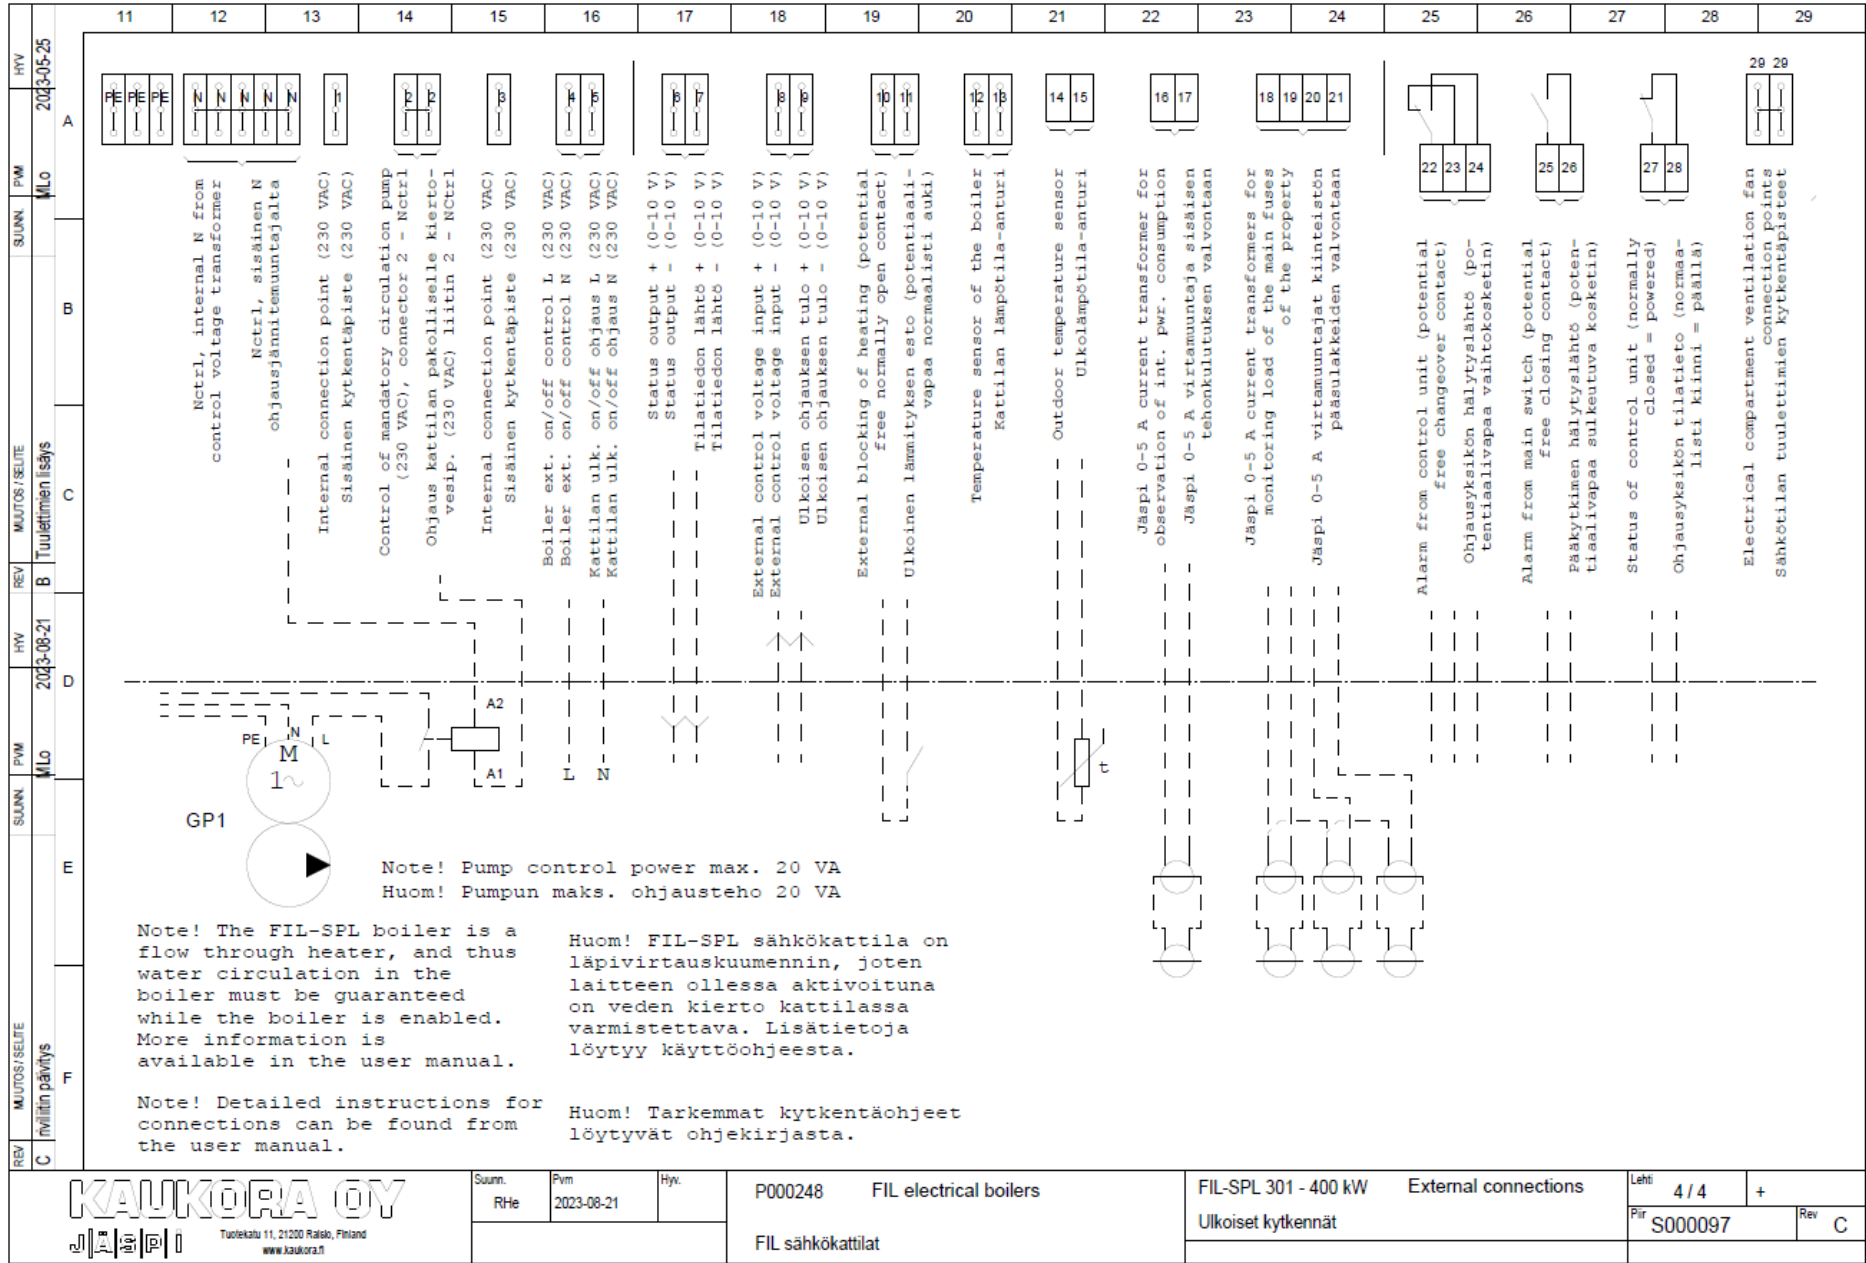 11 12 13 14 15 16 17 18 19 20 21 22 23 24 25 26 27 28 29
HYV
2023-05-25
PVM
MLo
SUUNN.
MUUTOS / SELITE
Tuulettimien lisäys
REV
B
HYV
2023-08-21
PVM
MLo
SUUNN.
MUUTOS / SELITE
riviliitin päivitys
REV
C
A
B
C
D
E
F
PE PE PE
N N N N N
1
2 2
3
4 5
6 7
8 9
10 11
12 13
14 15
16 17
18 19 20 21
22 23 24
25 26
27 28
29 29
Nctrl, internal N from
control voltage transformer
Nctrl, sisäinen N
ohjausjännitemuuntajalta
Internal connection point (230 VAC)
Sisäinen kytkentäpiste (230 VAC)
Control of mandatory circulation pump
(230 VAC), connector 2 - Nctrl
Ohjaus kattilan pakolliselle kierto-
vesip. (230 VAC) liitin 2 - Nctrl
Internal connection point (230 VAC)
Sisäinen kytkentäpiste (230 VAC)
Boiler ext. on/off control L (230 VAC)
Boiler ext. on/off control N (230 VAC)
Kattilan ulk. on/off ohjaus L (230 VAC)
Kattilan ulk. on/off ohjaus N (230 VAC)
Status output + (0-10 V)
Status output - (0-10 V)
Tilatiedon lähtö + (0-10 V)
Tilatiedon lähtö - (0-10 V)
External control voltage input + (0-10 V)
External control voltage input - (0-10 V)
Ulkoisen ohjauksen tulo + (0-10 V)
Ulkoisen ohjauksen tulo - (0-10 V)
External blocking of heating (potential
free normally open contact)
Ulkoinen lämmityksen esto (potentiaali-
vapaa normaalisti auki)
Temperature sensor of the boiler
Kattilan lämpötila-anturi
Outdoor temperature sensor
Ulkolämpötila-anturi
Jäspi 0-5 A current transformer for
observation of int. pwr. consumption
Jäspi 0-5 A virtamuuntaja sisäisen
tehonkulutuksen valvontaan
Jäspi 0-5 A current transformers for
monitoring load of the main fuses
of the property
Jäspi 0-5 A virtamuuntajat kiinteistön
pääsulakkeiden valvontaan
Alarm from control unit (potential
free changeover contact)
Ohjausyksikön hälytyslähtö (po-
tentiaalivapaa vaihtokosketin)
Alarm from main switch (potential
free closing contact)
Pääkytkimen hälytyslähtö (poten-
tiaalivapaa sulkeutuva kosketin)
Status of control unit (normally
closed = powered)
Ohjausyksikön tilatieto (normaa-
listi kiinni = päällä)
Electrical compartment ventilation fan
connection points
Sähkötilan tuulettimien kytkentäpisteet
A2
A1
PE N L
M
1~
GP1
L N
t
Note! Pump control power max. 20 VA
Huom! Pumpun maks. ohjausteho 20 VA
Note! The FIL-SPL boiler is a
flow through heater, and thus
water circulation in the
boiler must be guaranteed
while the boiler is enabled.
More information is
available in the user manual.
Huom! FIL-SPL sähkökattila on
läpivirtauskuumennin, joten
laitteen ollessa aktivoituna
on veden kierto kattilassa
varmistettava. Lisätietoja
löytyy käyttöohjeesta.
Note! Detailed instructions for
connections can be found from
the user manual.
Huom! Tarkemmat kytkentäohjeet
löytyvät ohjekirjasta.
KAUKORA OY
JÄSPI
Tuotekatu 11, 21200 Raisio, Finland
www.kaukora.fi
Suunn.
RHe
Pvm
2023-08-21
Hyv.
P000248 FIL electrical boilers
FIL sähkökattilat
FIL-SPL 301 - 400 kW External connections
Ulkoiset kytkennät
Lehti
4 / 4
+
Piir
S000097
Rev
C